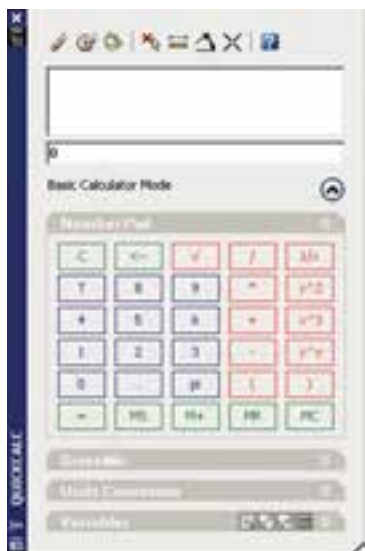 0
Basic Calculator Mode
Number Pad
C <-- √ / 1/x
7 8 9 * x^2
4 5 6 + x^3
1 2 3 - x^y
0 . pi ( )
= MS M+ MR MC
Scientific
Units Conversion
Variables
QUICKCALC